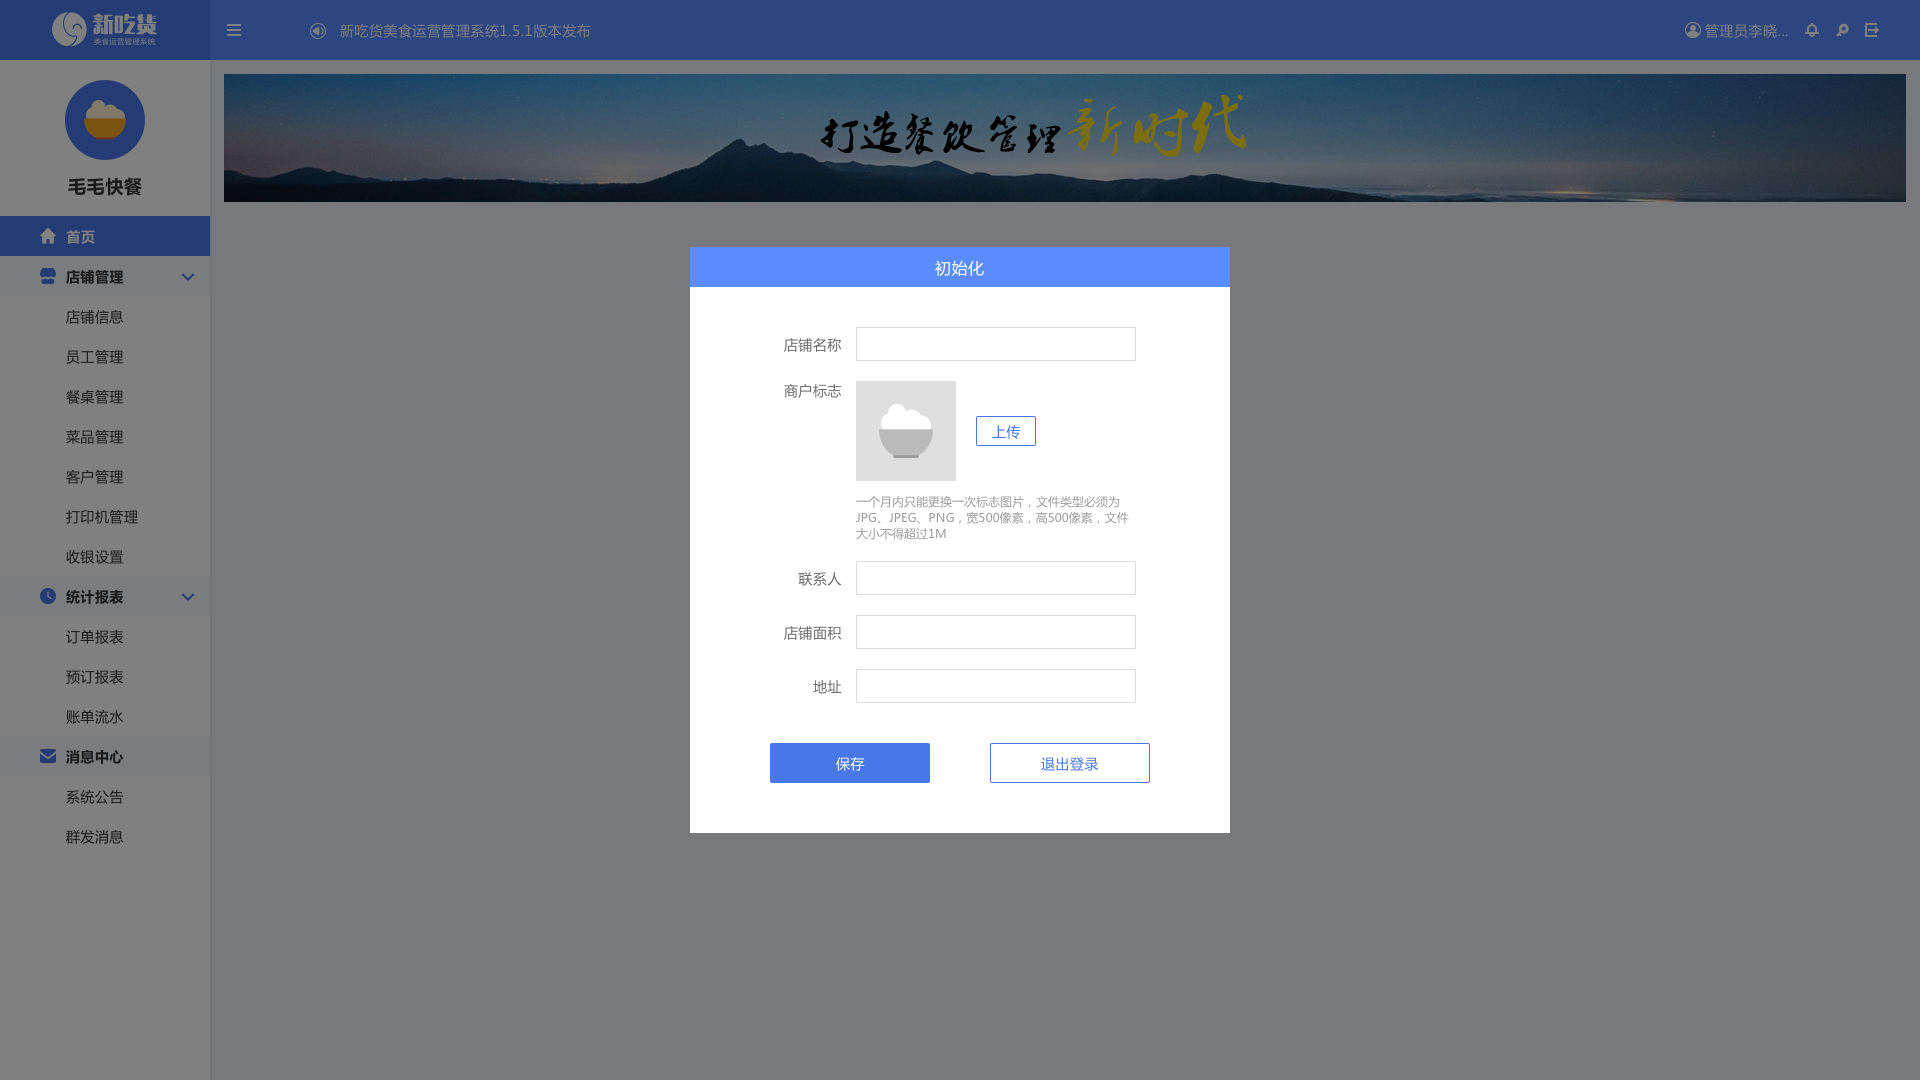 新吃货
美食运营管理系统
新吃货美食运营管理系统1.5.1版本发布
管理员李晓...
毛毛快餐
首页
店铺管理
店铺信息
员工管理
餐桌管理
菜品管理
客户管理
打印机管理
收银设置
统计报表
订单报表
预订报表
账单流水
消息中心
系统公告
群发消息
打造餐饮管理新时代
初始化
店铺名称
商户标志
上传
一个月内只能更换一次标志图片，文件类型必须为
JPG、JPEG、PNG，宽500像素，高500像素，文件
大小不得超过1M
联系人
店铺面积
地址
保存
退出登录